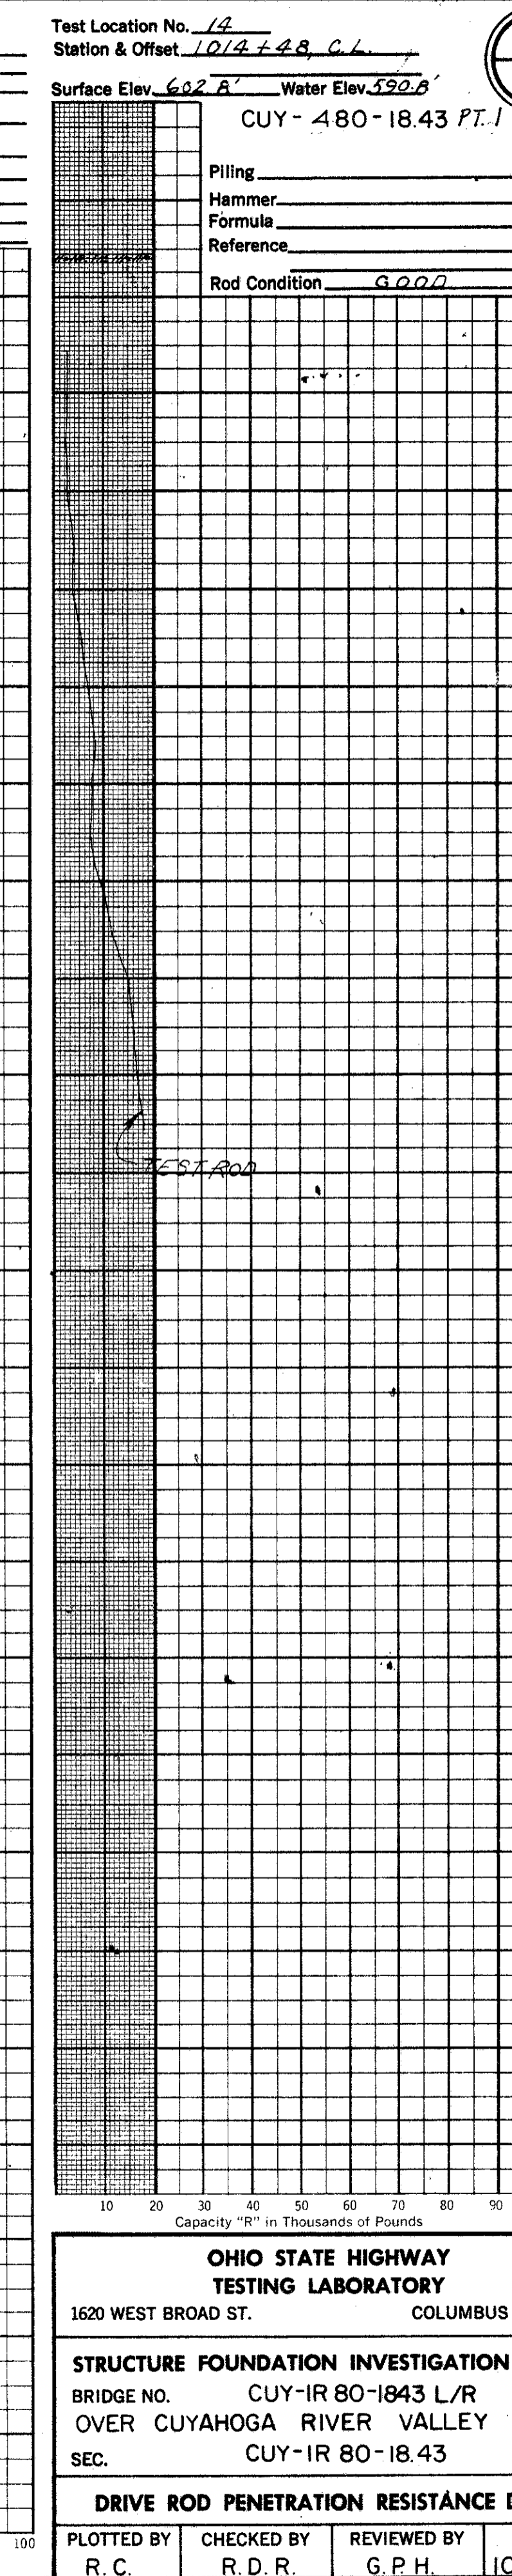 Test Location No. 14
Station & Offset 1014+48, C.L.
Surface Elev. 602.8' Water Elev. 590.8'
CUY-480-18.43 PT. 1
Piling
Hammer
Formula
Reference
Rod Condition GOOD
TEST ROD
10 20 30 40 50 60 70 80 90
Capacity "R" in Thousands of Pounds
OHIO STATE HIGHWAY
TESTING LABORATORY
1620 WEST BROAD ST. COLUMBUS
STRUCTURE FOUNDATION INVESTIGATION
BRIDGE NO. CUY-IR 80-1843 L/R
OVER CUYAHOGA RIVER VALLEY
SEC. CUY-IR 80-18.43
DRIVE ROD PENETRATION RESISTANCE
100
PLOTTED BY CHECKED BY REVIEWED BY
R. C. R. D. R. G. P. H.